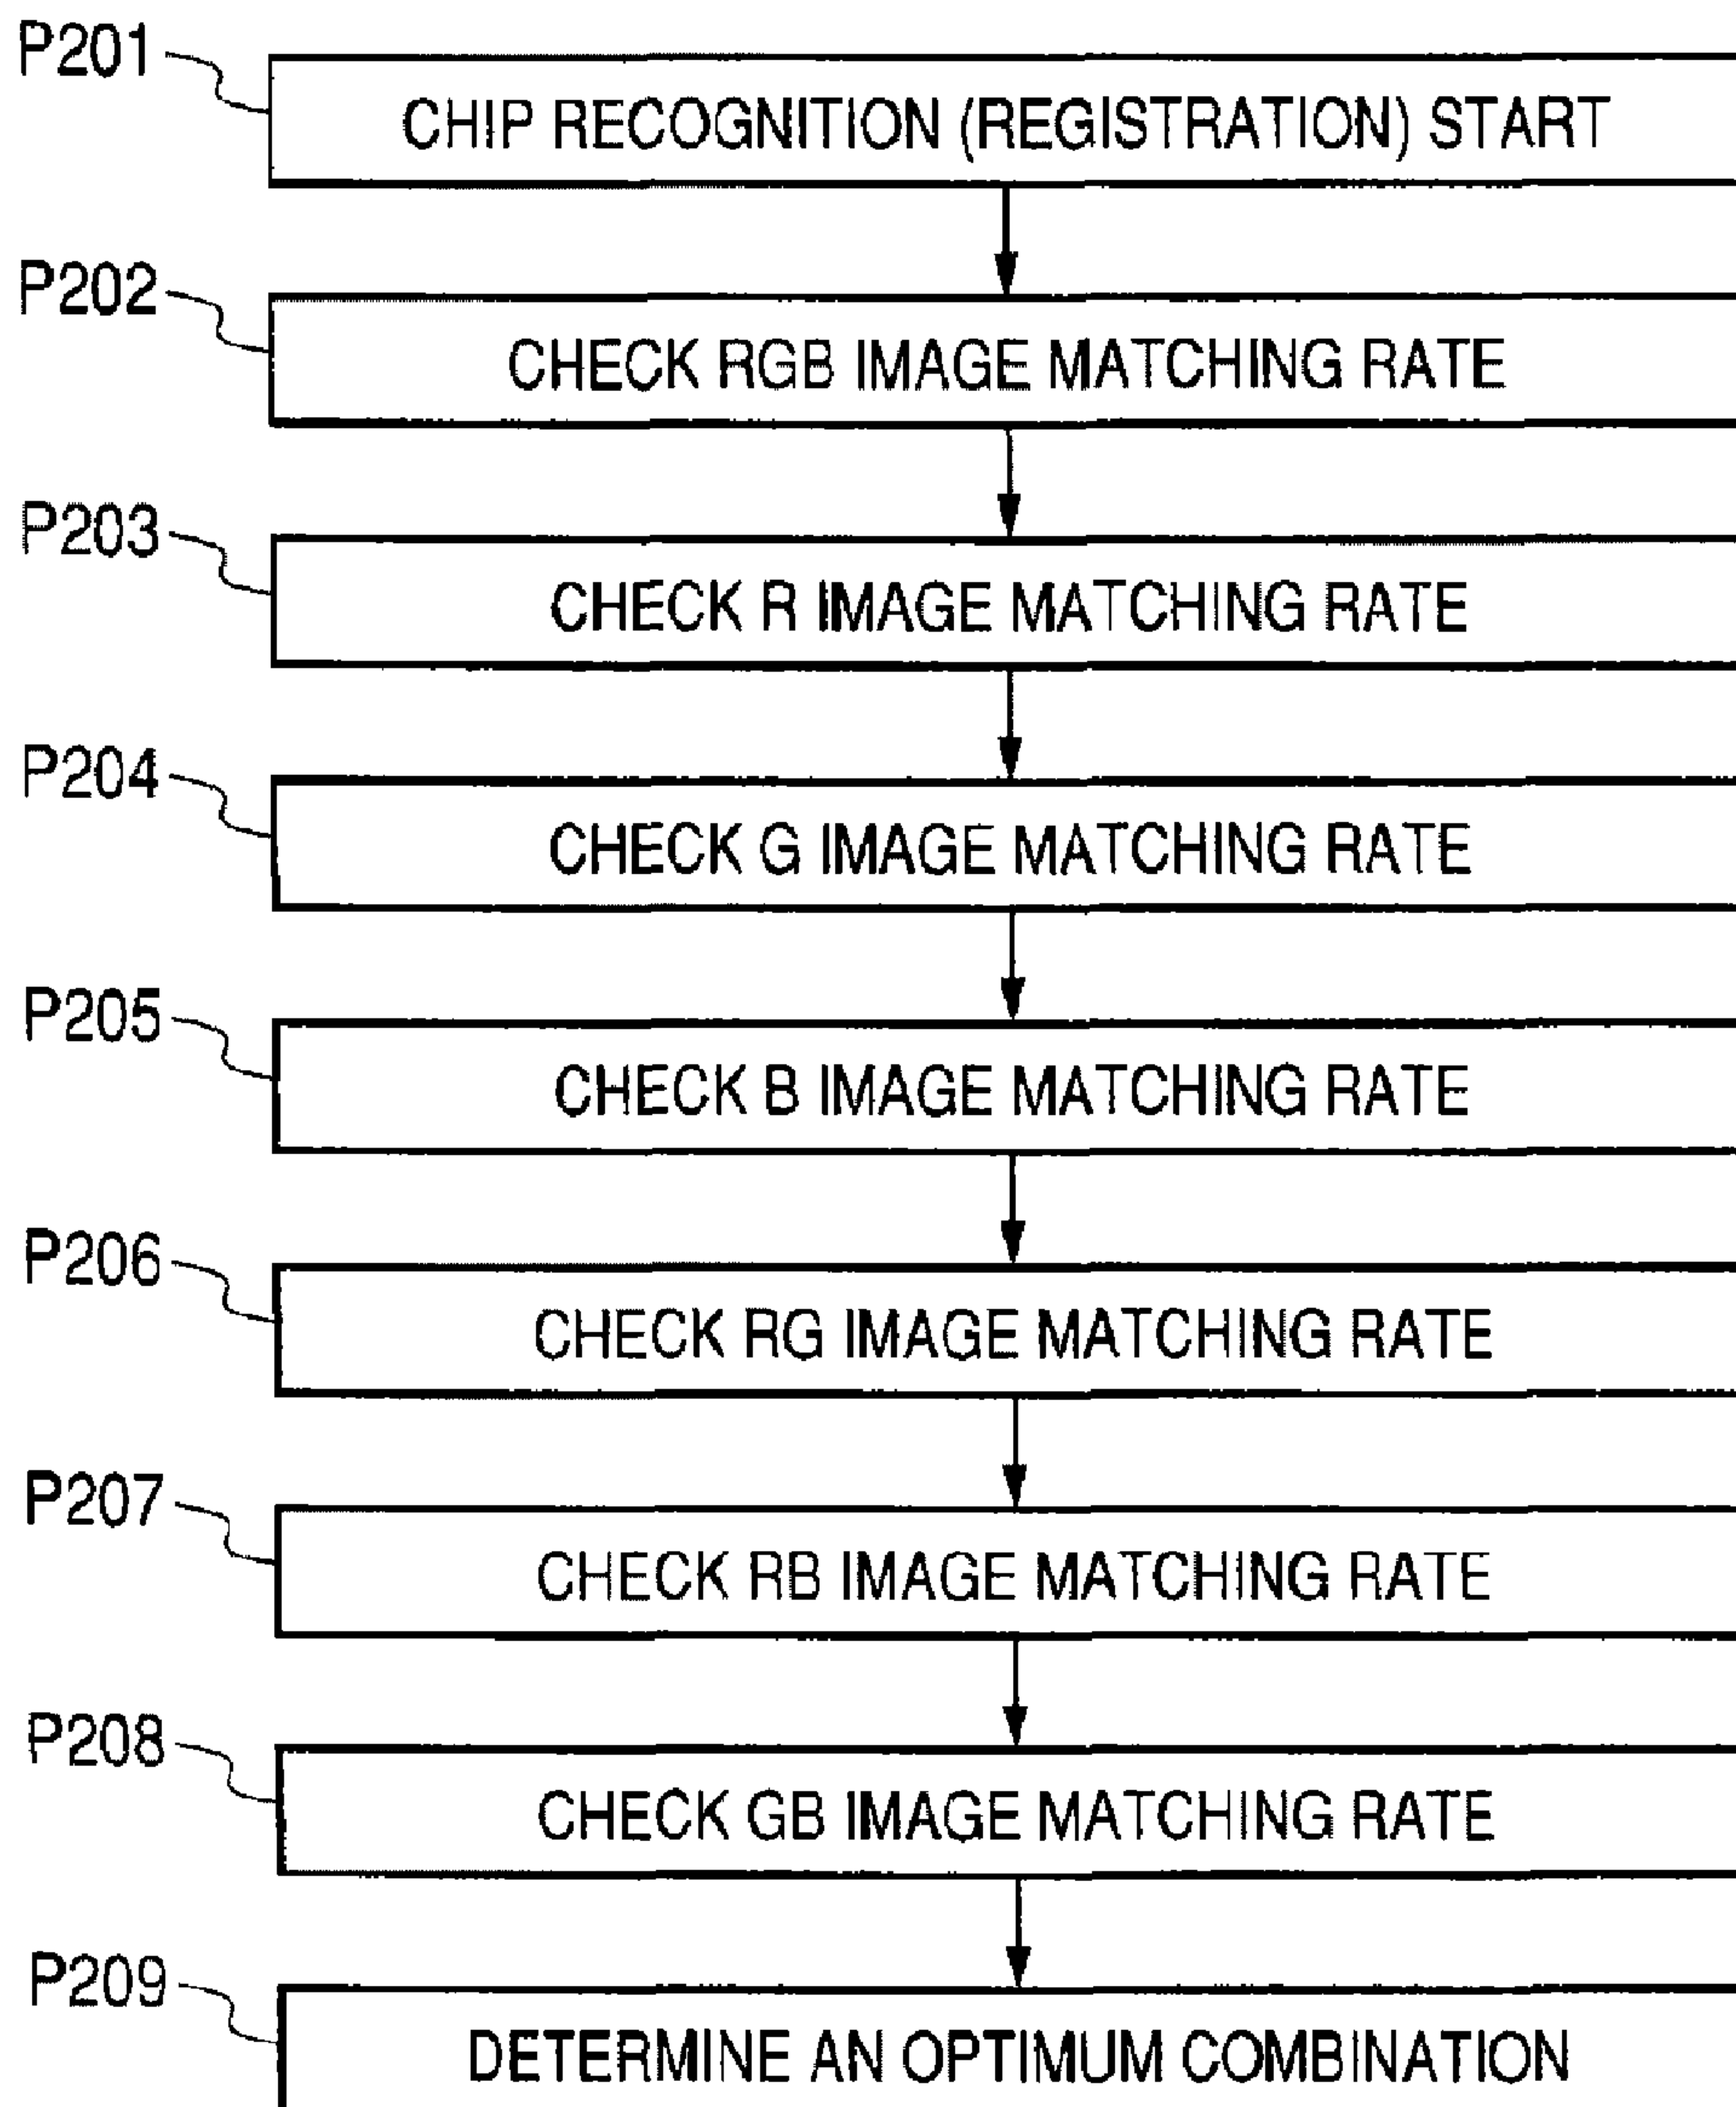 P201
CHIP RECOGNITION (REGISTRATION) START
P202
CHECK RGB IMAGE MATCHING RATE
P203
CHECK R IMAGE MATCHING RATE
P204
CHECK G IMAGE MATCHING RATE
P205
CHECK B IMAGE MATCHING RATE
P206
CHECK RG IMAGE MATCHING RATE
P207
CHECK RB IMAGE MATCHING RATE
P208
CHECK GB IMAGE MATCHING RATE
P209
DETERMINE AN OPTIMUM COMBINATION